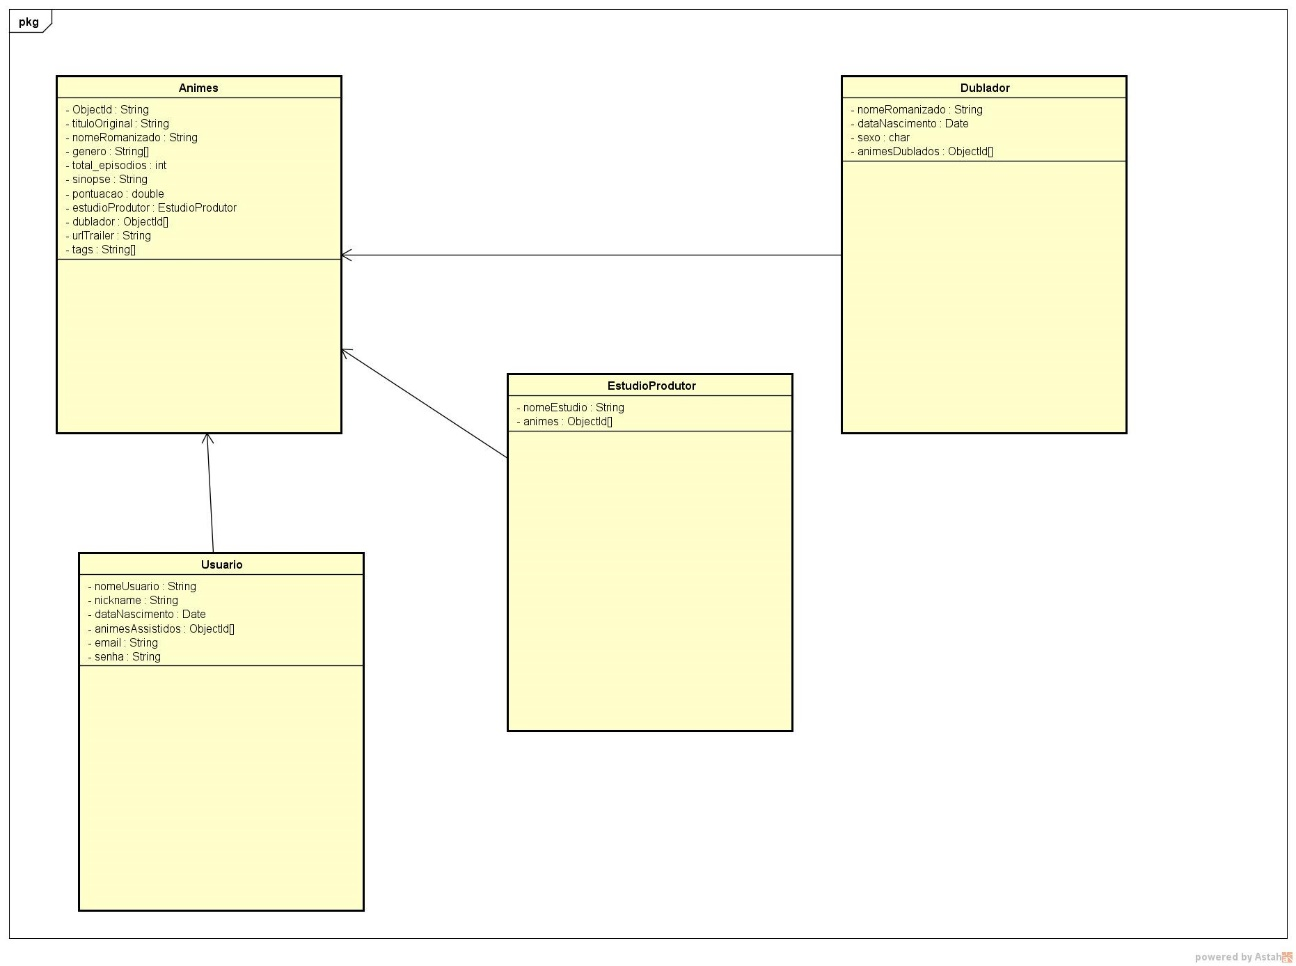 pkg
Animes
- ObjectId : String
- tituloOriginal : String
- nomeRomanizado : String
- genero : String[]
- total_episodios : int
- sinopse : String
- pontuacao : double
- estudioProdutor : EstudioProdutor
- dublador : ObjectId[]
- urlTrailer : String
- tags : String[]
Dublador
- nomeRomanizado : String
- dataNascimento : Date
- sexo : char
- animesDublados : ObjectId[]
EstudioProdutor
- nomeEstudio : String
- animes : ObjectId[]
Usuario
- nomeUsuario : String
- nickname : String
- dataNascimento : Date
- animesAssistidos : ObjectId[]
- email : String
- senha : String
powered by Astah